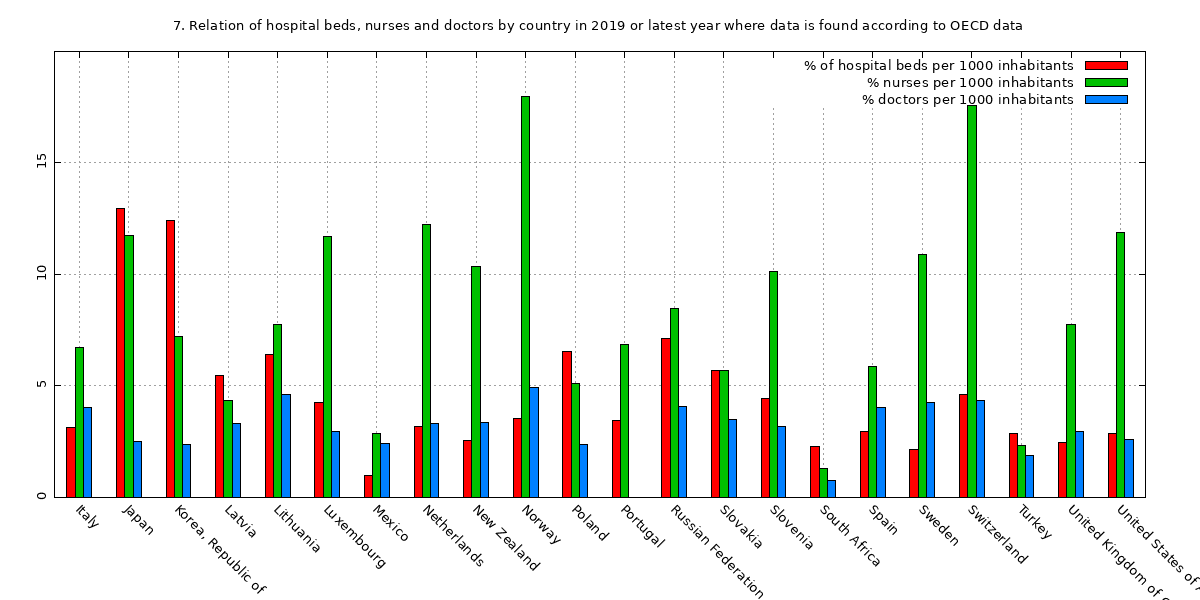 7. Relation of hospital beds, nurses and doctors by country in 2019 or latest year where data is found according to OECD data
% of hospital beds per 1000 inhabitants
% nurses per 1000 inhabitants
% doctors per 1000 inhabitants
15
10
5
0
Italy
Japan
Korea, Republic of
Latvia
Lithuania
Luxembourg
Mexico
Netherlands
New Zealand
Norway
Poland
Portugal
Russian Federation
Slovakia
Slovenia
South Africa
Spain
Sweden
Switzerland
Turkey
United Kingdom of
United States of